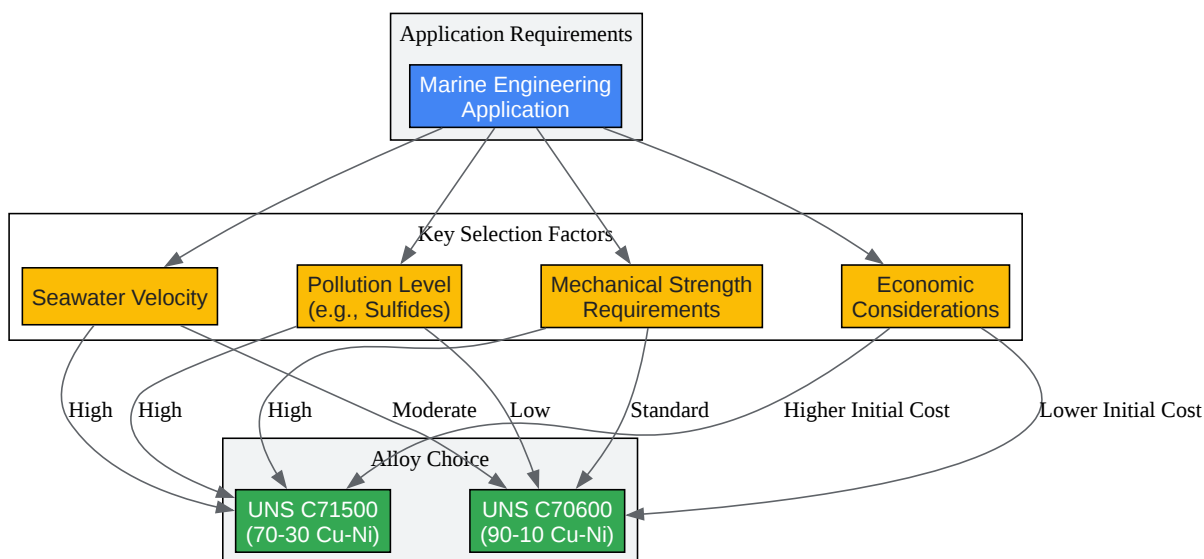 Application Requirements
Marine Engineering
Application
Key Selection Factors
Seawater Velocity
Pollution Level
(e.g., Sulfides)
Mechanical Strength
Requirements
Economic
Considerations
High
High
High
Moderate
Low
Standard
Higher Initial Cost
Lower Initial Cost
Alloy Choice
UNS C71500
(70-30 Cu-Ni)
UNS C70600
(90-10 Cu-Ni)